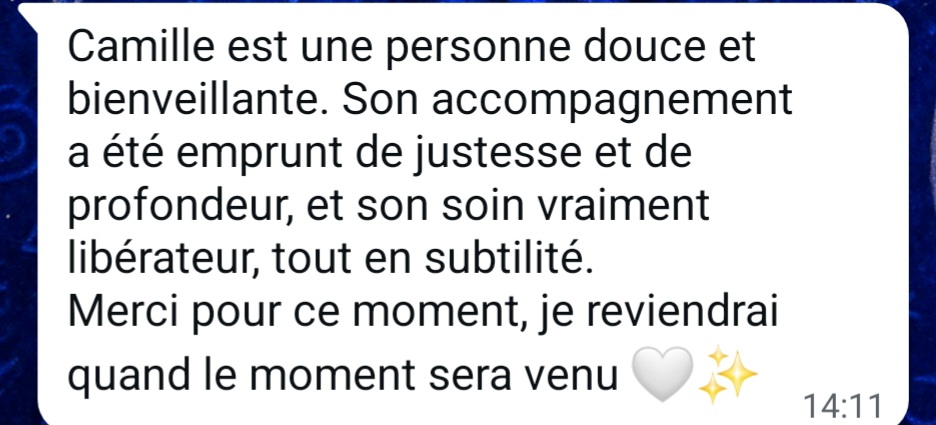 Camille est une personne douce et
bienveillante. Son accompagnement
a été emprunt de justesse et de
profondeur, et son soin vraiment
libérateur, tout en subtilité.
Merci pour ce moment, je reviendrai
quand le moment sera venu 🤍✨
14:11